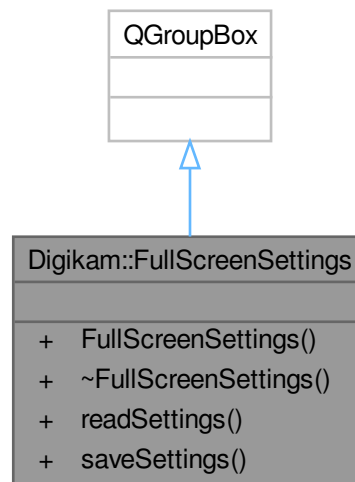 QGroupBox
Digikam::FullScreenSettings
+ FullScreenSettings()
+ ~FullScreenSettings()
+ readSettings()
+ saveSettings()